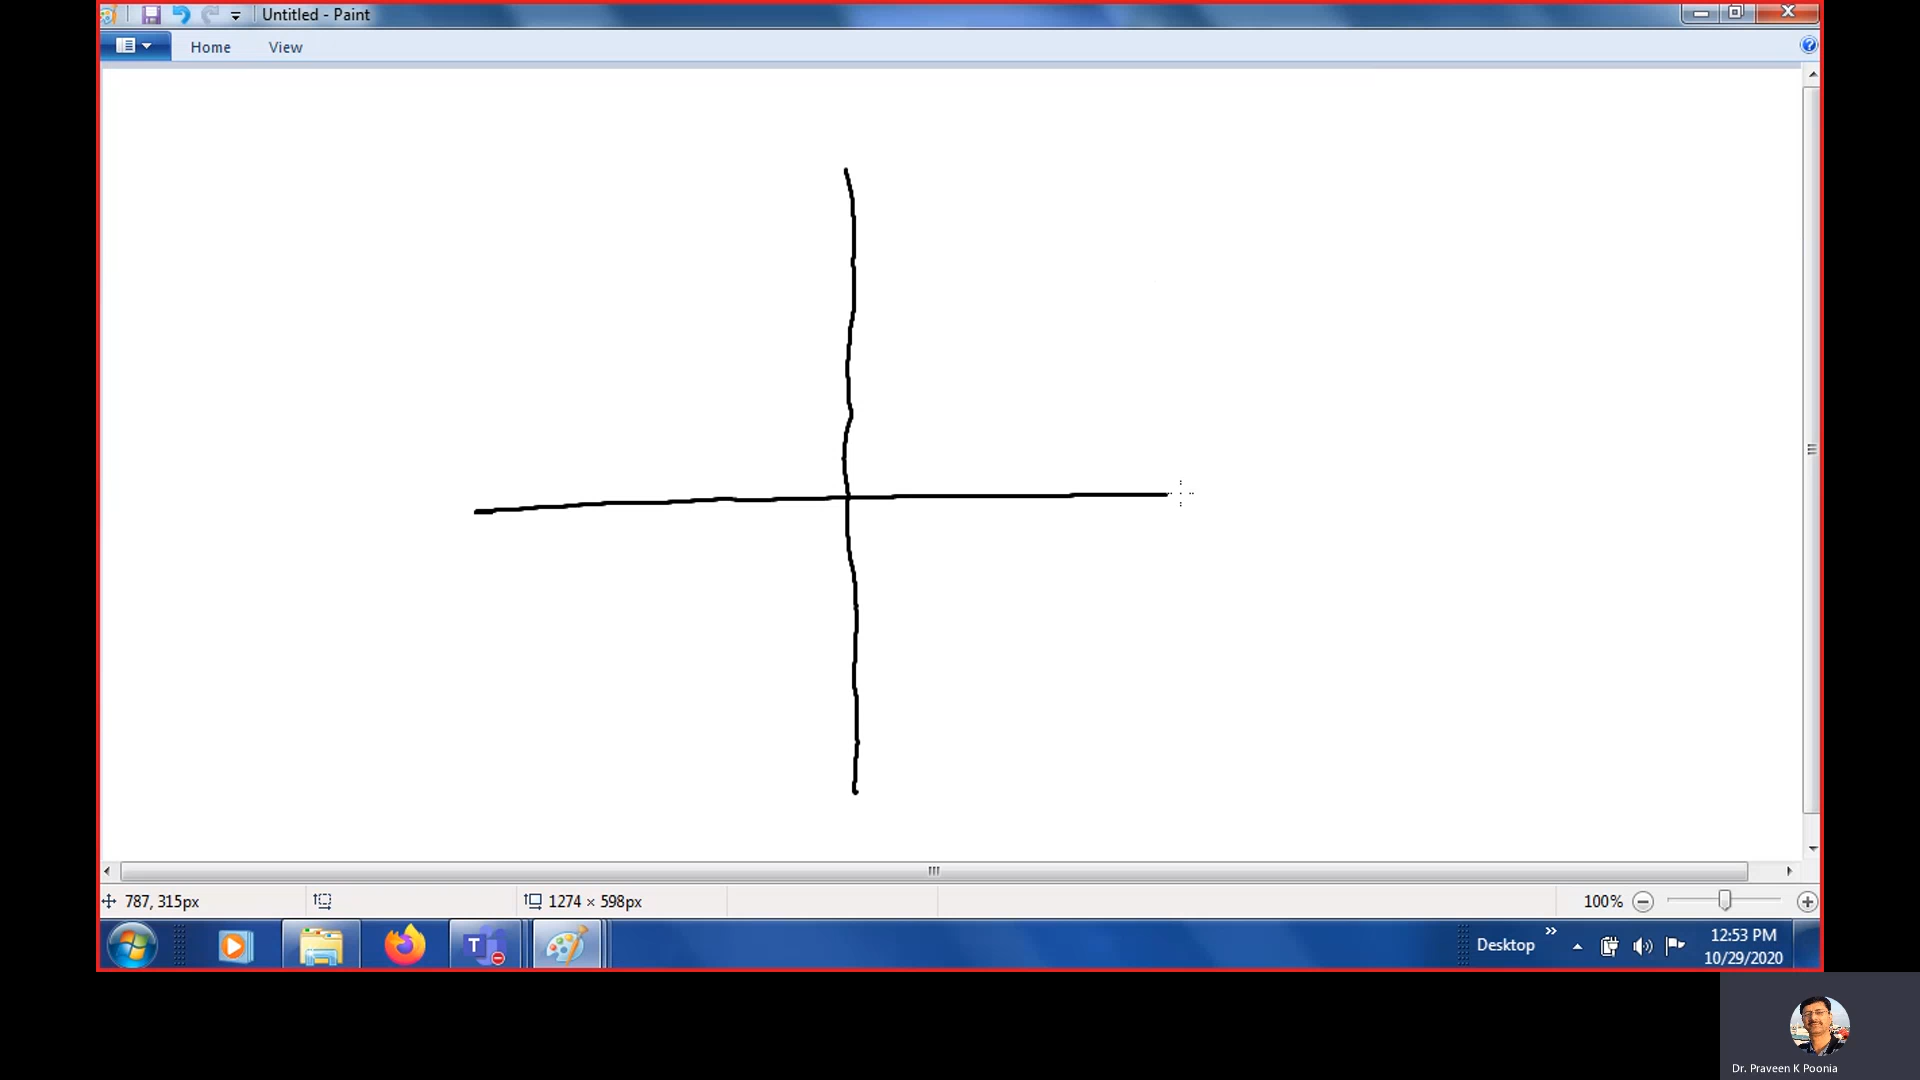 Untitled - Paint
Home View
787, 315px 1274 × 598px 100%
T Desktop 12:53 PM
10/29/2020
Dr. Praveen K Poonia